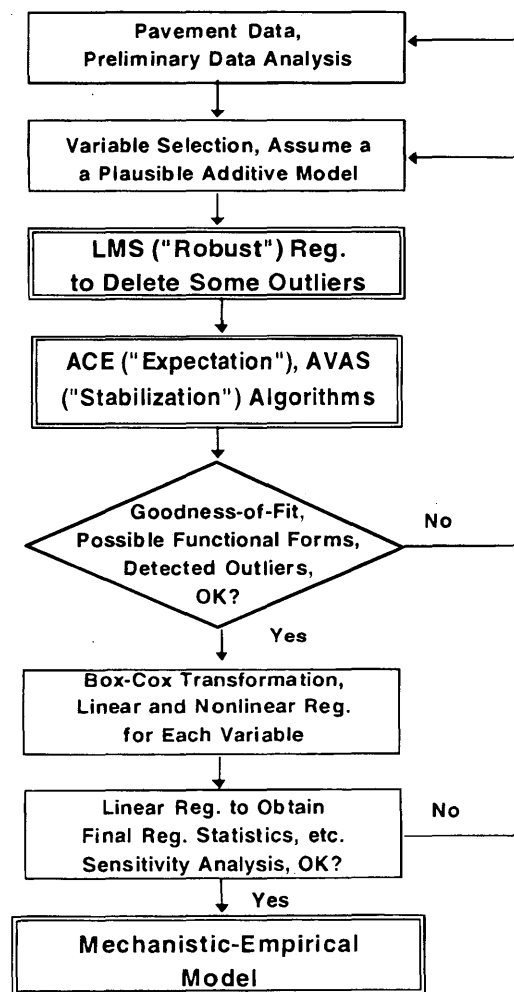 Pavement Data,
Preliminary Data Analysis
Variable Selection, Assume a
a Plausible Additive Model
LMS ("Robust") Reg.
to Delete Some Outliers
ACE ("Expectation"), AVAS
("Stabilization") Algorithms
Goodness-of-Fit,
Possible Functional Forms,
Detected Outliers,
OK?
No
Yes
Box-Cox Transformation,
Linear and Nonlinear Reg.
for Each Variable
Linear Reg. to Obtain
Final Reg. Statistics, etc.
Sensitivity Analysis, OK?
No
Yes
Mechanistic-Empirical
Model